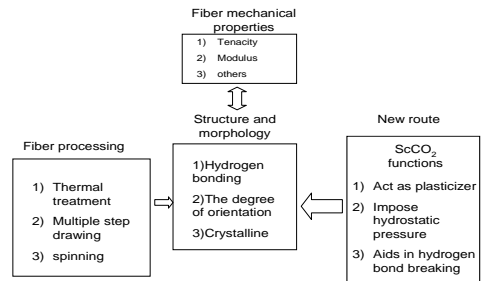 Fiber mechanical
properties
1) Tenacity
2) Modulus
3) others
Structure and
morphology
1)Hydrogen
bonding
2)The degree
of orientation
3)Crystalline
Fiber processing
1) Thermal
treatment
2) Multiple step
drawing
3) spinning
New route
ScCO₂
functions
1) Act as plasticizer
2) Impose
hydrostatic
pressure
3) Aids in hydrogen
bond breaking